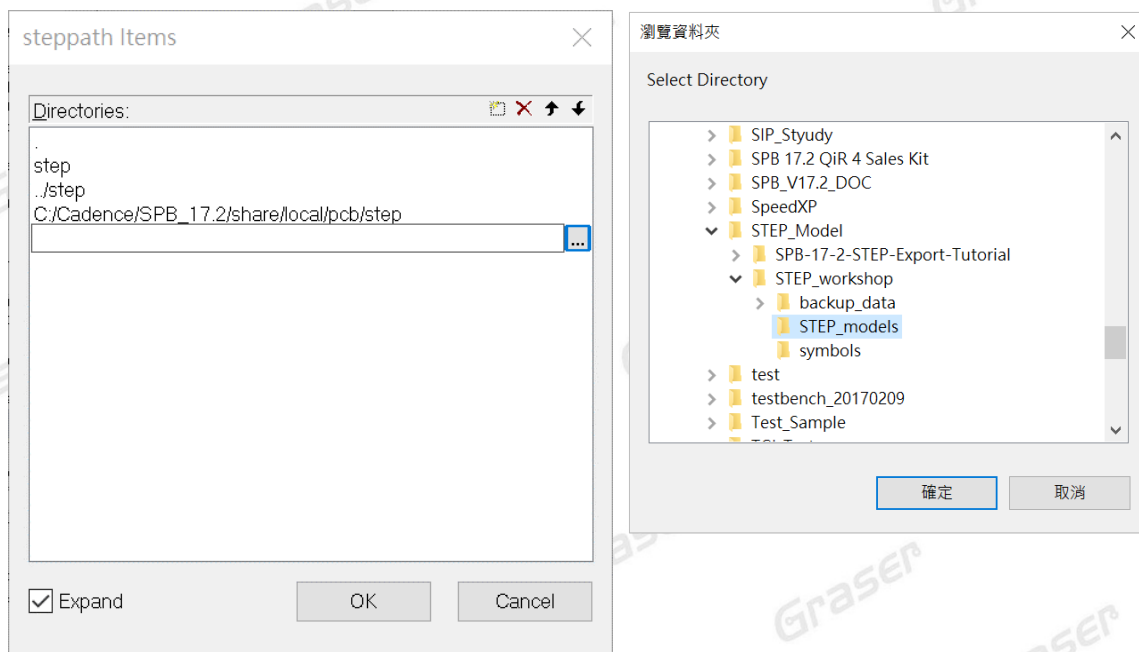 steppath Items
Directories:
.
step
../step
C:/Cadence/SPB_17.2/share/local/pcb/step
...
Expand
OK
Cancel
瀏覽資料夾
Select Directory
SIP_Styudy
SPB 17.2 QiR 4 Sales Kit
SPB_V17.2_DOC
SpeedXP
STEP_Model
SPB-17-2-STEP-Export-Tutorial
STEP_workshop
backup_data
STEP_models
symbols
test
testbench_20170209
Test_Sample
確定
取消
Graser